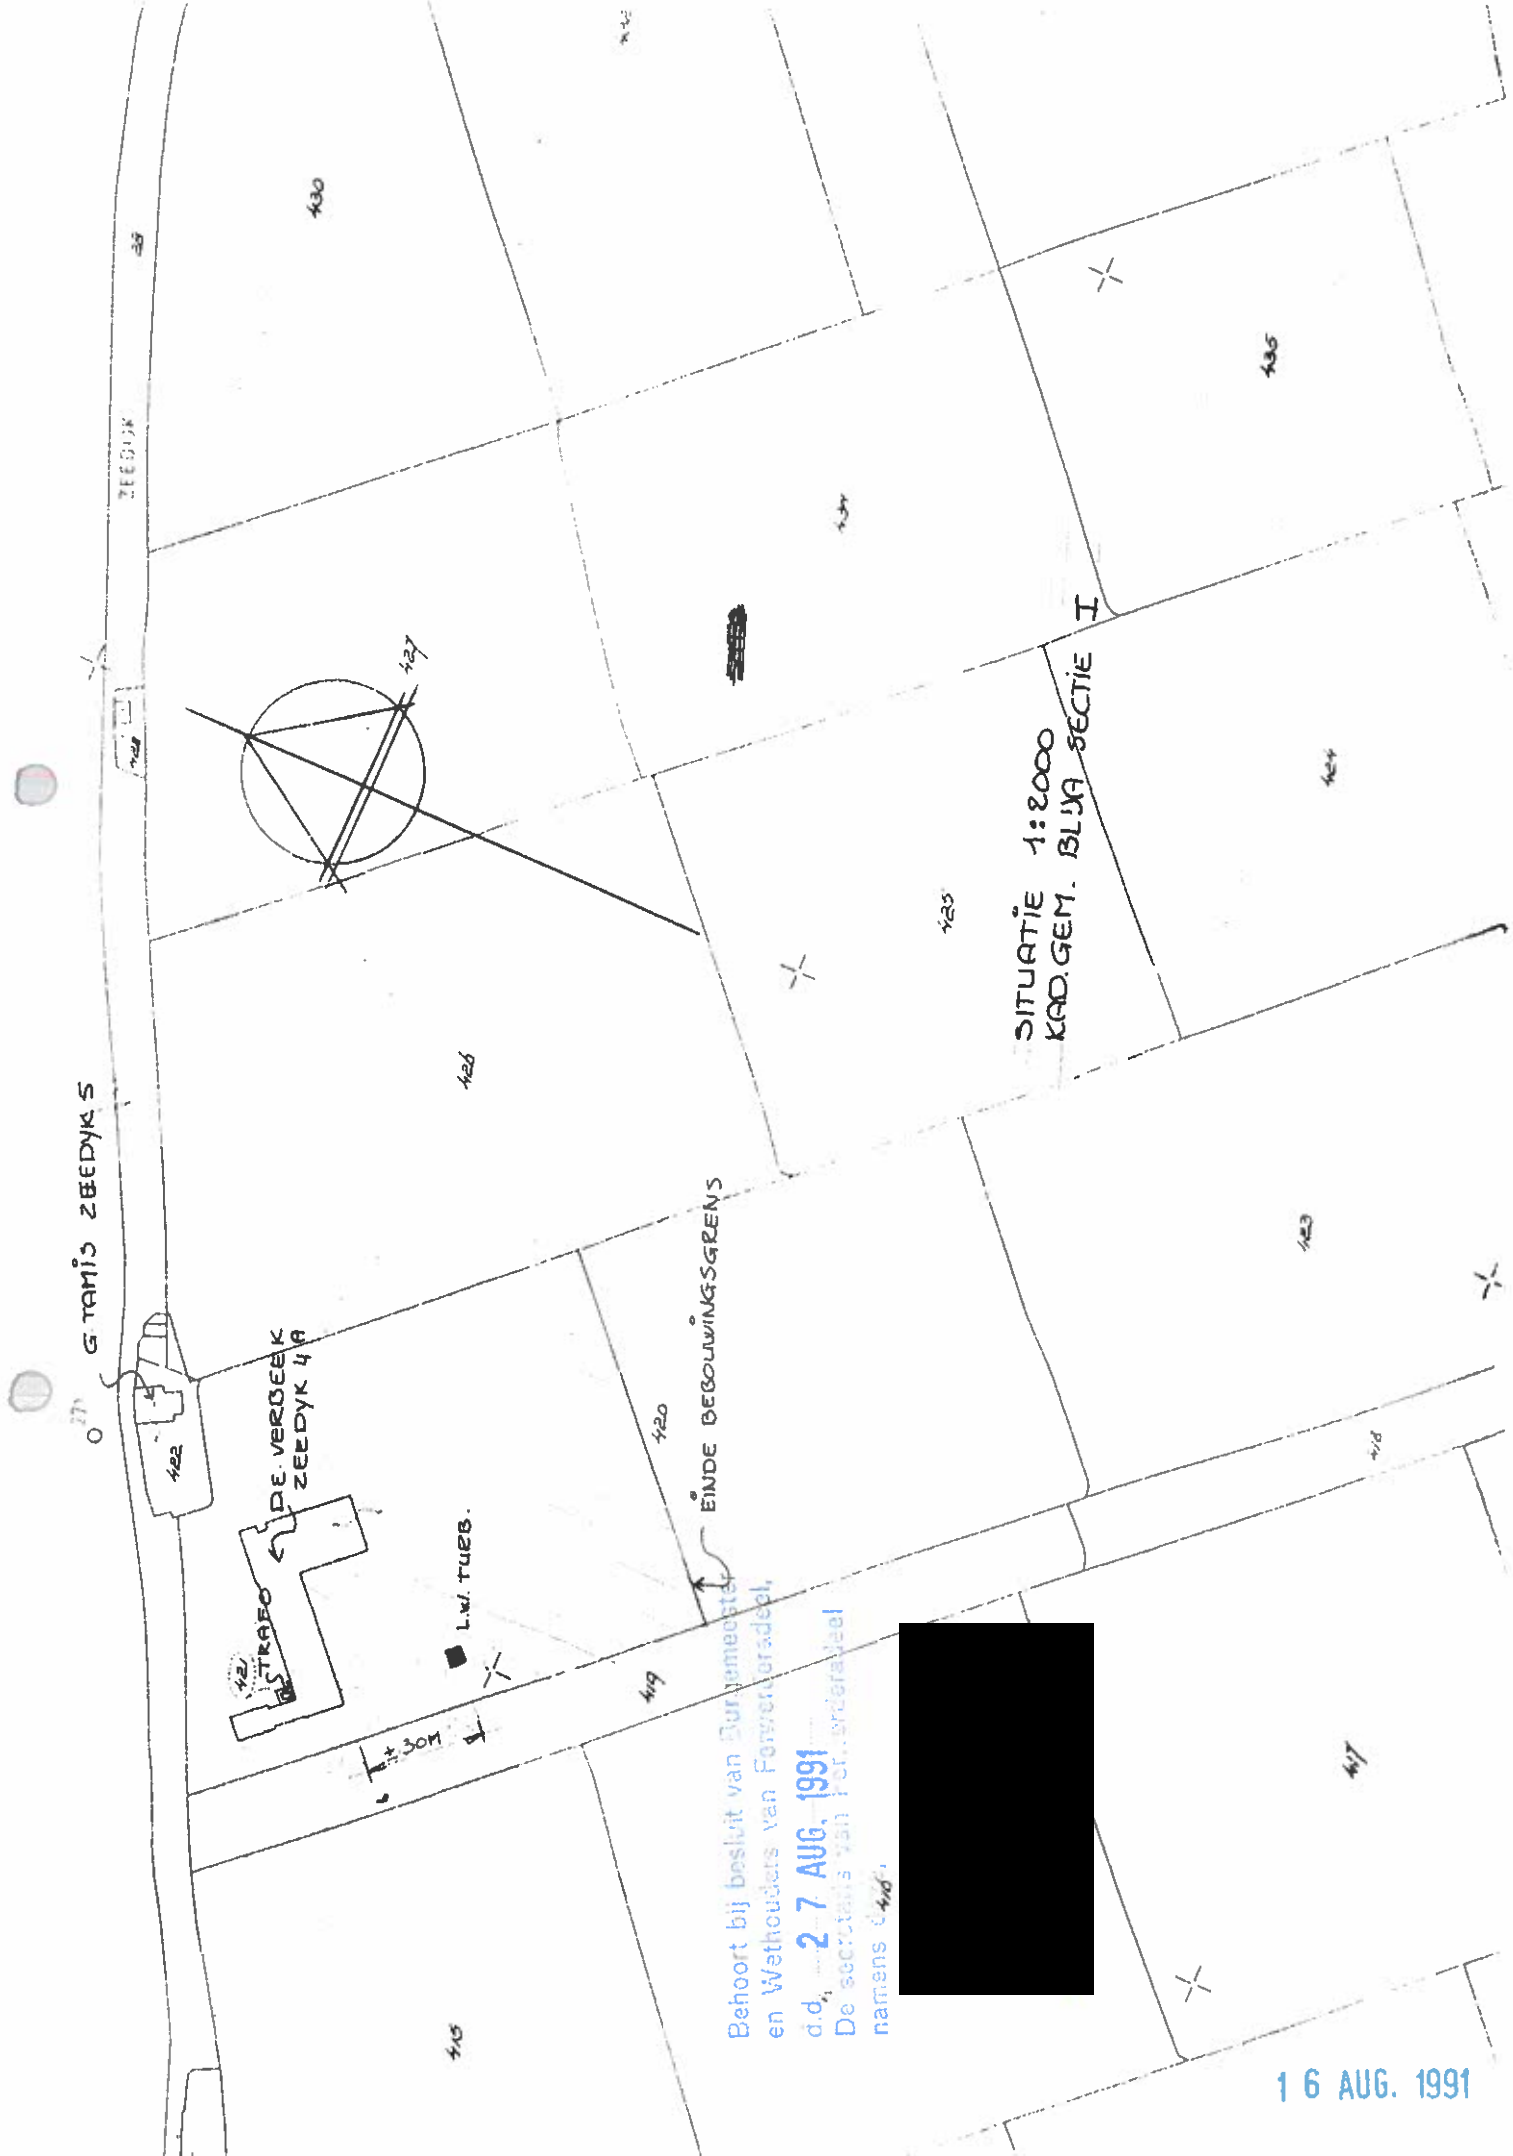 G. TAMIS ZEEDYK 5
ZEEDIJK
428
430
427
422
DE. VERBEEK
ZEEDYK 4A
421
TRAFO
L.W. TURB.
± 30M
426
420
EINDE BEBOUWINGSGRENS
419
434
425
SITUATIE 1:2000
KAD. GEM. BLIJA SECTIE I
435
424
423
418
417
416
415
Behoort bij besluit van Burgemeester
en Wethouders van Ferwerderadeel,
d.d. 27 AUG. 1991
De secretaris van Ferwerderadeel
namens deze,
16 AUG. 1991